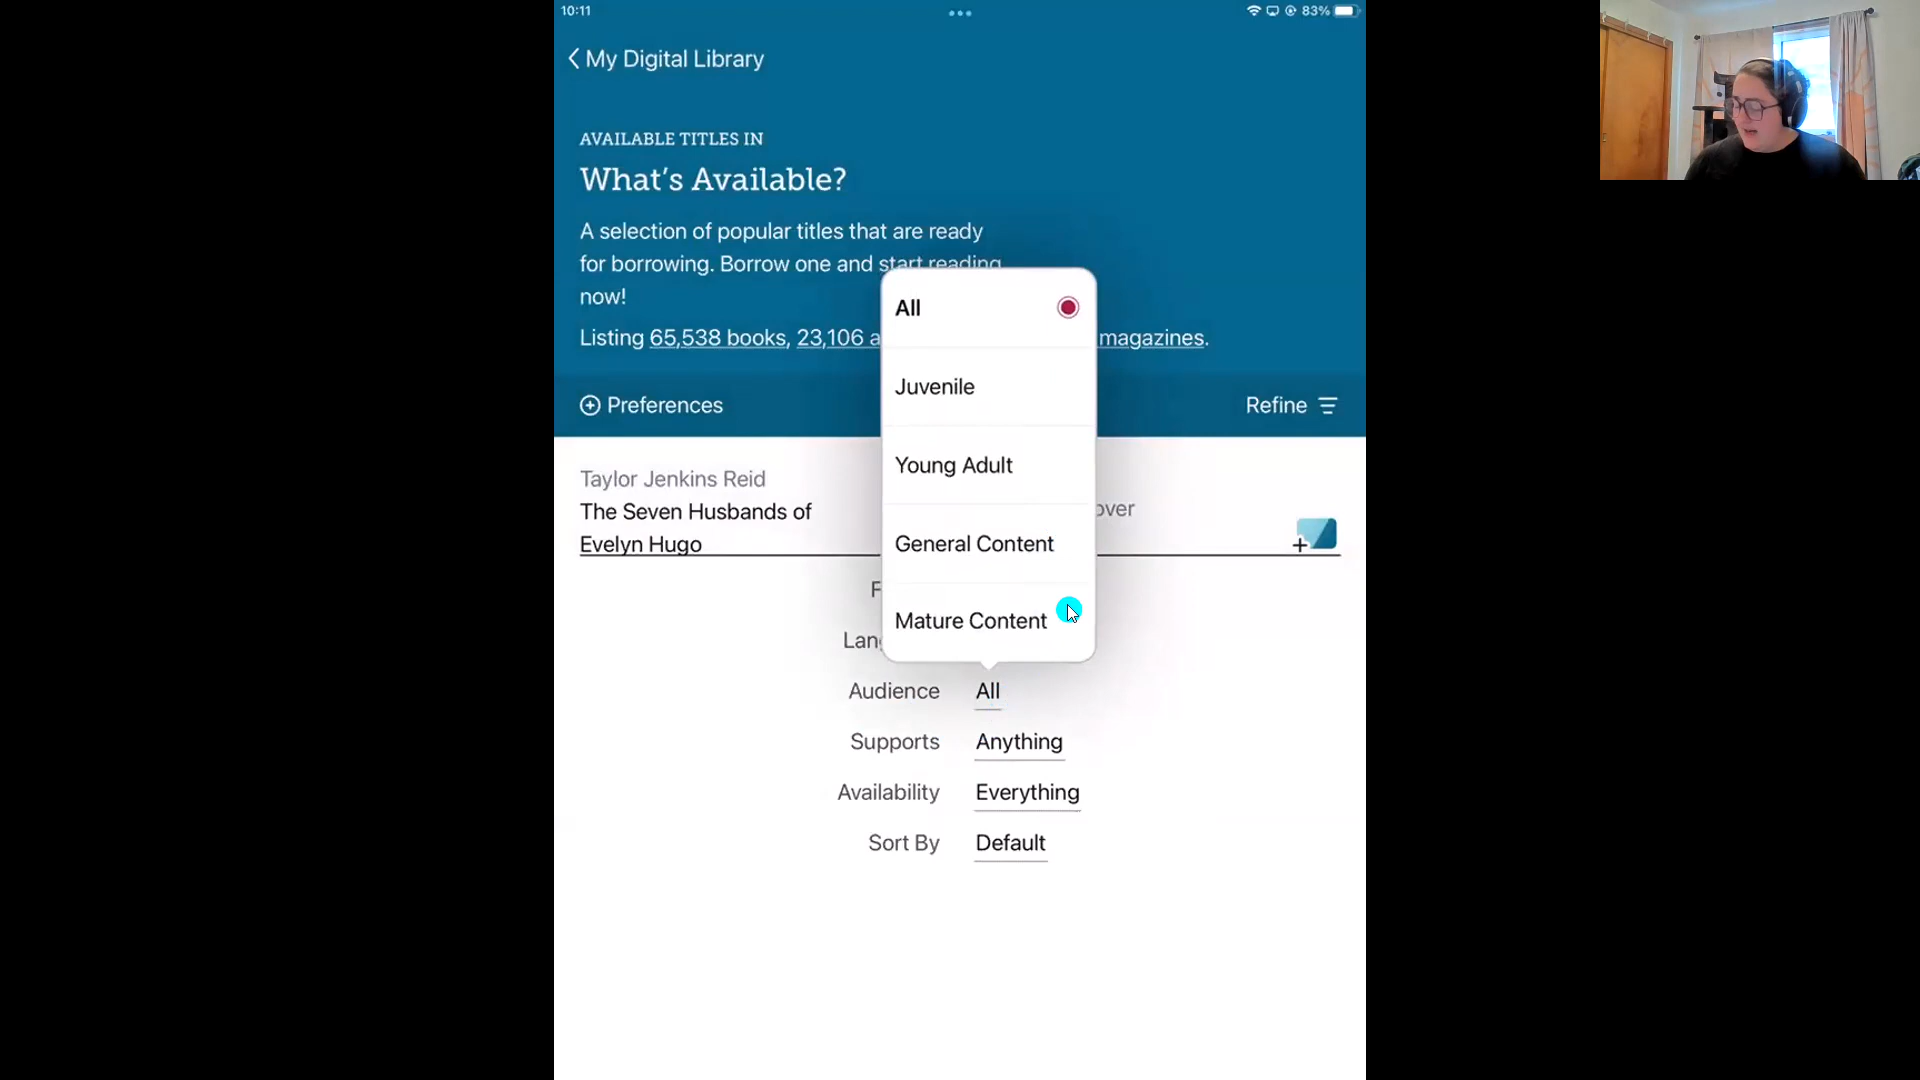 10:11
83%
My Digital Library
AVAILABLE TITLES IN
What's Available?
A selection of popular titles that are ready
for borrowing. Borrow one and start reading
now!
Listing 65,538 books, 23,106 a
magazines.
Preferences
Refine
All
Juvenile
Young Adult
General Content
Mature Content
Taylor Jenkins Reid
The Seven Husbands of
Evelyn Hugo
over
F
Lang
Audience All
Supports Anything
Availability Everything
Sort By Default